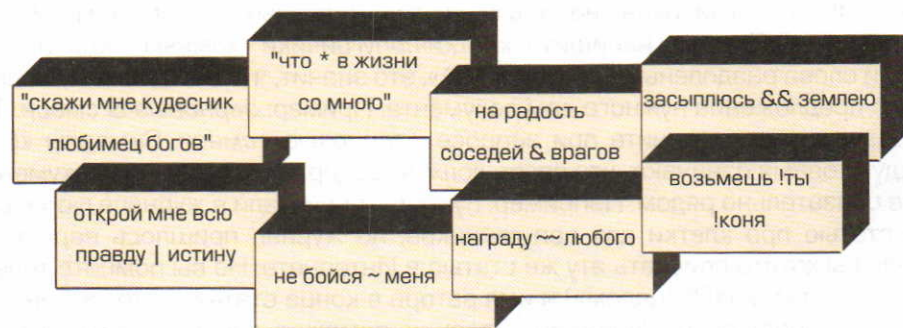 "скажи мне кудесник
любимец богов"
"что * в жизни
со мною"
на радость
соседей & врагов
засыплюсь && землею
открой мне всю
правду | истину
не бойся ~ меня
награду ~~ любого
возьмешь !ты
!коня